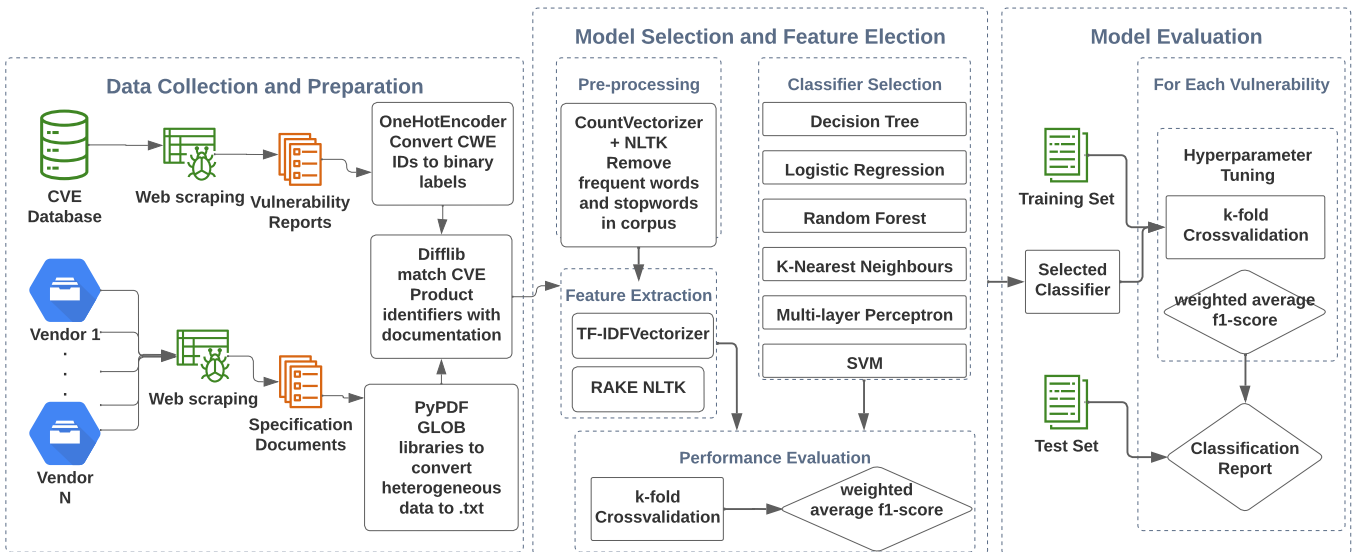 Data Collection and Preparation
CVE
Database
Web scraping
Vulnerability
Reports
OneHotEncoder
Convert CWE
IDs to binary
labels
Difflib
match CVE
Product
identifiers with
documentation
Vendor 1
.
.
.
Vendor
N
Web scraping
Specification
Documents
PyPDF
GLOB
libraries to
convert
heterogeneous
data to .txt
Model Selection and Feature Election
Pre-processing
CountVectorizer
+ NLTK
Remove
frequent words
and stopwords
in corpus
Feature Extraction
TF-IDFVectorizer
RAKE NLTK
Classifier Selection
Decision Tree
Logistic Regression
Random Forest
K-Nearest Neighbours
Multi-layer Perceptron
SVM
Performance Evaluation
k-fold
Crossvalidation
weighted
average f1-score
Model Evaluation
For Each Vulnerability
Training Set
Selected
Classifier
Hyperparameter
Tuning
k-fold
Crossvalidation
weighted average
f1-score
Test Set
Classification
Report